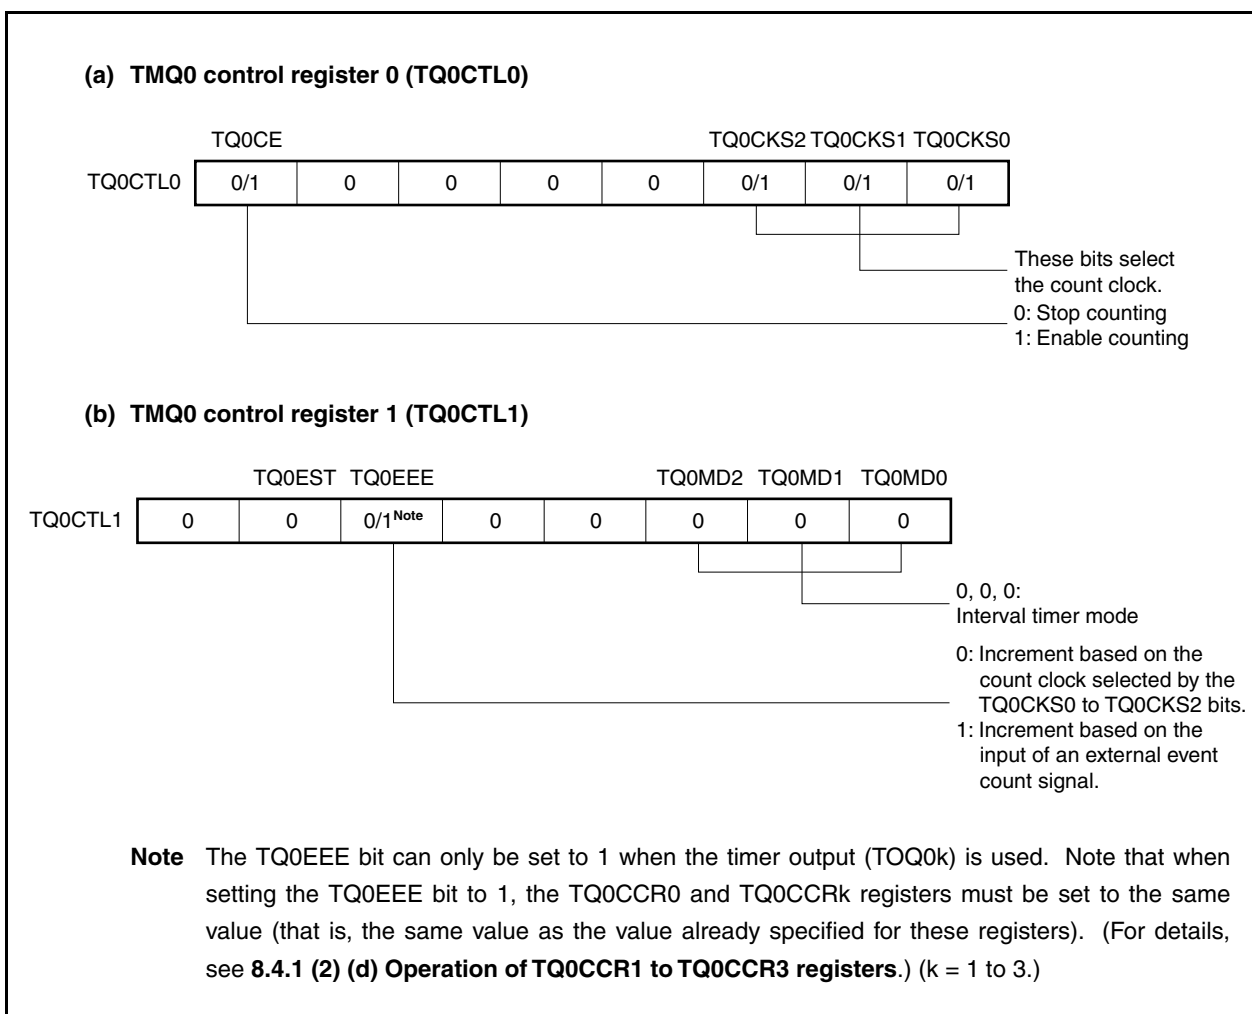 (a) TMQ0 control register 0 (TQ0CTL0)
TQ0CE TQ0CKS2 TQ0CKS1 TQ0CKS0
TQ0CTL0 0/1 0 0 0 0 0/1 0/1 0/1
These bits select
the count clock.
0: Stop counting
1: Enable counting
(b) TMQ0 control register 1 (TQ0CTL1)
TQ0EST TQ0EEE TQ0MD2 TQ0MD1 TQ0MD0
TQ0CTL1 0 0 0/1Note 0 0 0 0 0
0, 0, 0:
Interval timer mode
0: Increment based on the
count clock selected by the
TQ0CKS0 to TQ0CKS2 bits.
1: Increment based on the
input of an external event
count signal.
Note The TQ0EEE bit can only be set to 1 when the timer output (TOQ0k) is used. Note that when
setting the TQ0EEE bit to 1, the TQ0CCR0 and TQ0CCRk registers must be set to the same
value (that is, the same value as the value already specified for these registers). (For details,
see 8.4.1 (2) (d) Operation of TQ0CCR1 to TQ0CCR3 registers.) (k = 1 to 3.)